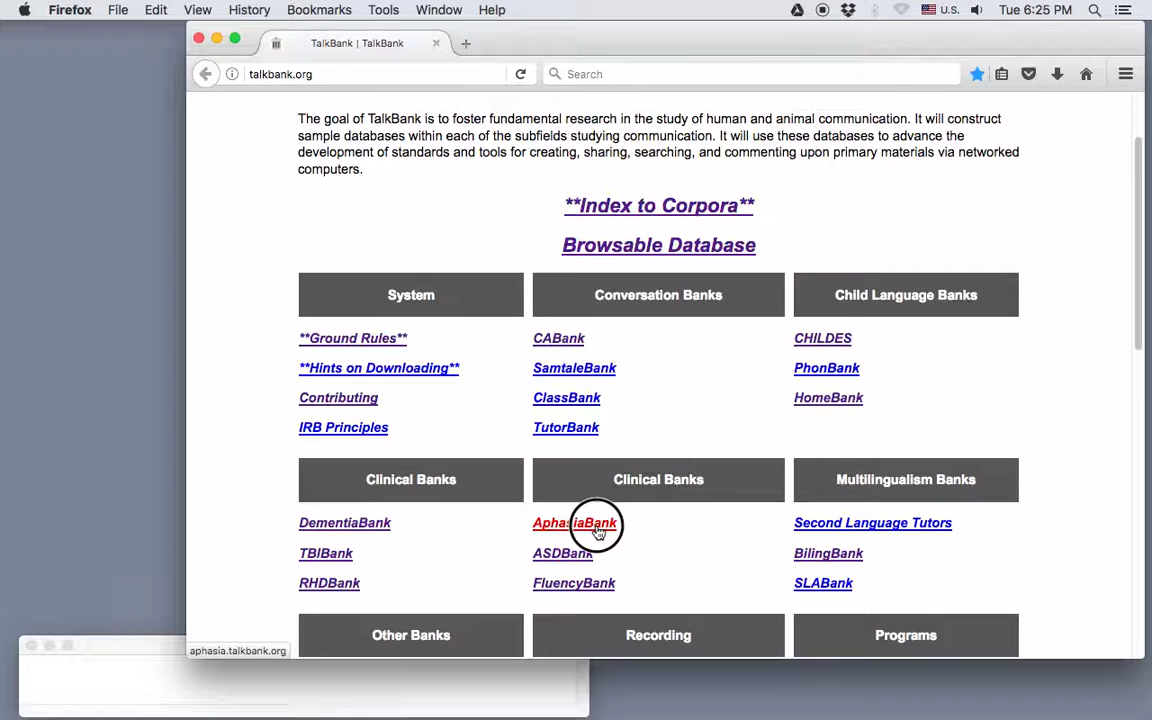 Firefox File Edit View History Bookmarks Tools Window Help U.S. Tue 6:25 PM
TalkBank | TalkBank
talkbank.org Search
The goal of TalkBank is to foster fundamental research in the study of human and animal communication. It will construct
sample databases within each of the subfields studying communication. It will use these databases to advance the
development of standards and tools for creating, sharing, searching, and commenting upon primary materials via networked
computers.
**Index to Corpora**
Browsable Database
System Conversation Banks Child Language Banks
**Ground Rules** CABank CHILDES
**Hints on Downloading** SamtaleBank PhonBank
Contributing ClassBank HomeBank
IRB Principles TutorBank
Clinical Banks Clinical Banks Multilingualism Banks
DementiaBank AphasiaBank Second Language Tutors
TBIBank ASDBank BilingBank
RHDBank FluencyBank SLABank
Other Banks Recording Programs
aphasia.talkbank.org